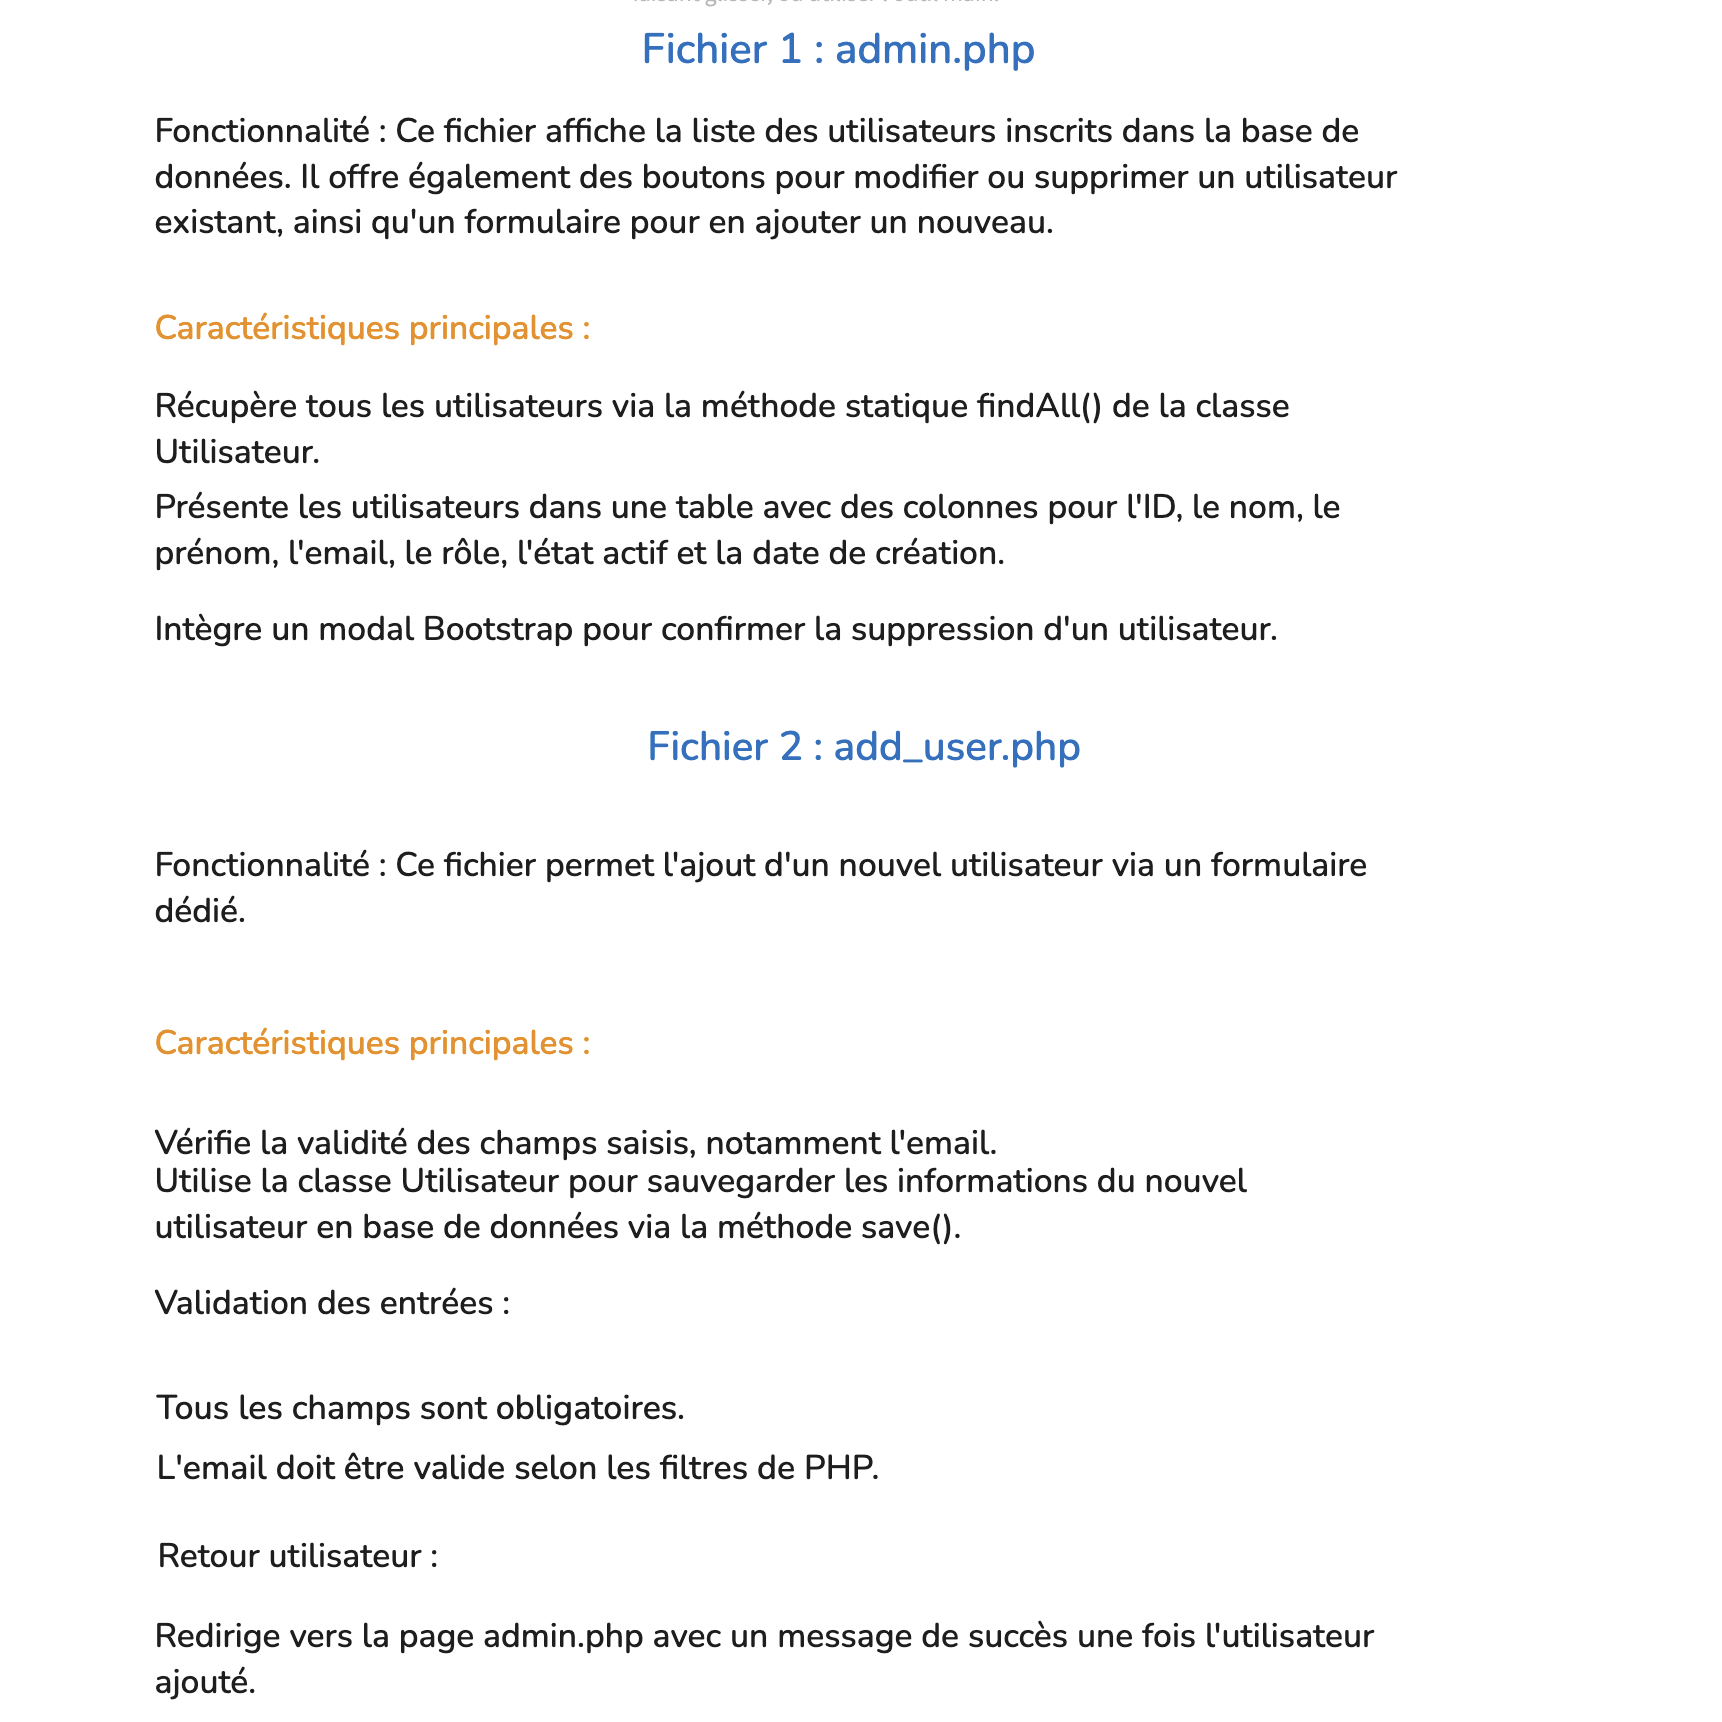 Fichier 1 : admin.php
Fonctionnalité : Ce fichier affiche la liste des utilisateurs inscrits dans la base de
données. Il offre également des boutons pour modifier ou supprimer un utilisateur
existant, ainsi qu'un formulaire pour en ajouter un nouveau.
Caractéristiques principales :
Récupère tous les utilisateurs via la méthode statique findAll() de la classe
Utilisateur.
Présente les utilisateurs dans une table avec des colonnes pour l'ID, le nom, le
prénom, l'email, le rôle, l'état actif et la date de création.
Intègre un modal Bootstrap pour confirmer la suppression d'un utilisateur.
Fichier 2 : add_user.php
Fonctionnalité : Ce fichier permet l'ajout d'un nouvel utilisateur via un formulaire
dédié.
Caractéristiques principales :
Vérifie la validité des champs saisis, notamment l'email.
Utilise la classe Utilisateur pour sauvegarder les informations du nouvel
utilisateur en base de données via la méthode save().
Validation des entrées :
Tous les champs sont obligatoires.
L'email doit être valide selon les filtres de PHP.
Retour utilisateur :
Redirige vers la page admin.php avec un message de succès une fois l'utilisateur
ajouté.